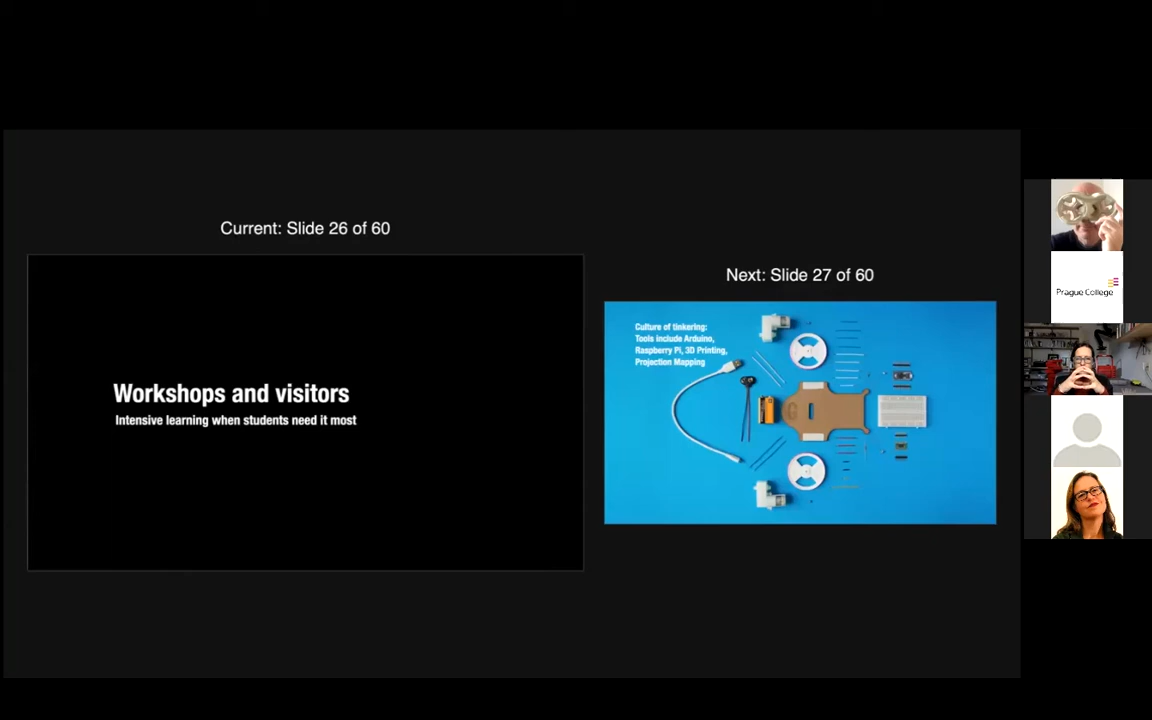 Current: Slide 26 of 60
Workshops and visitors
Intensive learning when students need it most
Next: Slide 27 of 60
Culture of tinkering:
Tools include Arduino,
Raspberry Pi, 3D Printing,
Projection Mapping
Prague College